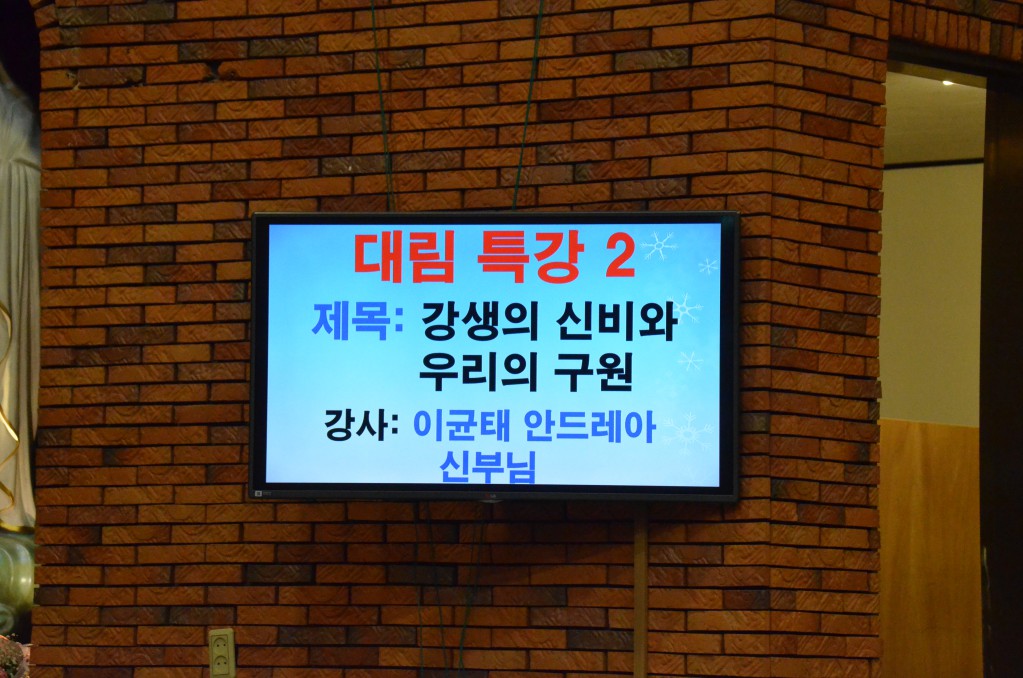 대림 특강 2
제목: 강생의 신비와
우리의 구원
강사: 이균태 안드레아
신부님